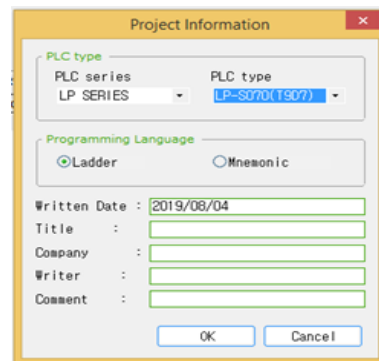 Project Information
PLC type
PLC series PLC type
LP SERIES LP-S070(T9D7)
Programming Language
Ladder Mnemonic
Written Date : 2019/08/04
Title :
Company :
Writer :
Comment :
OK Cancel